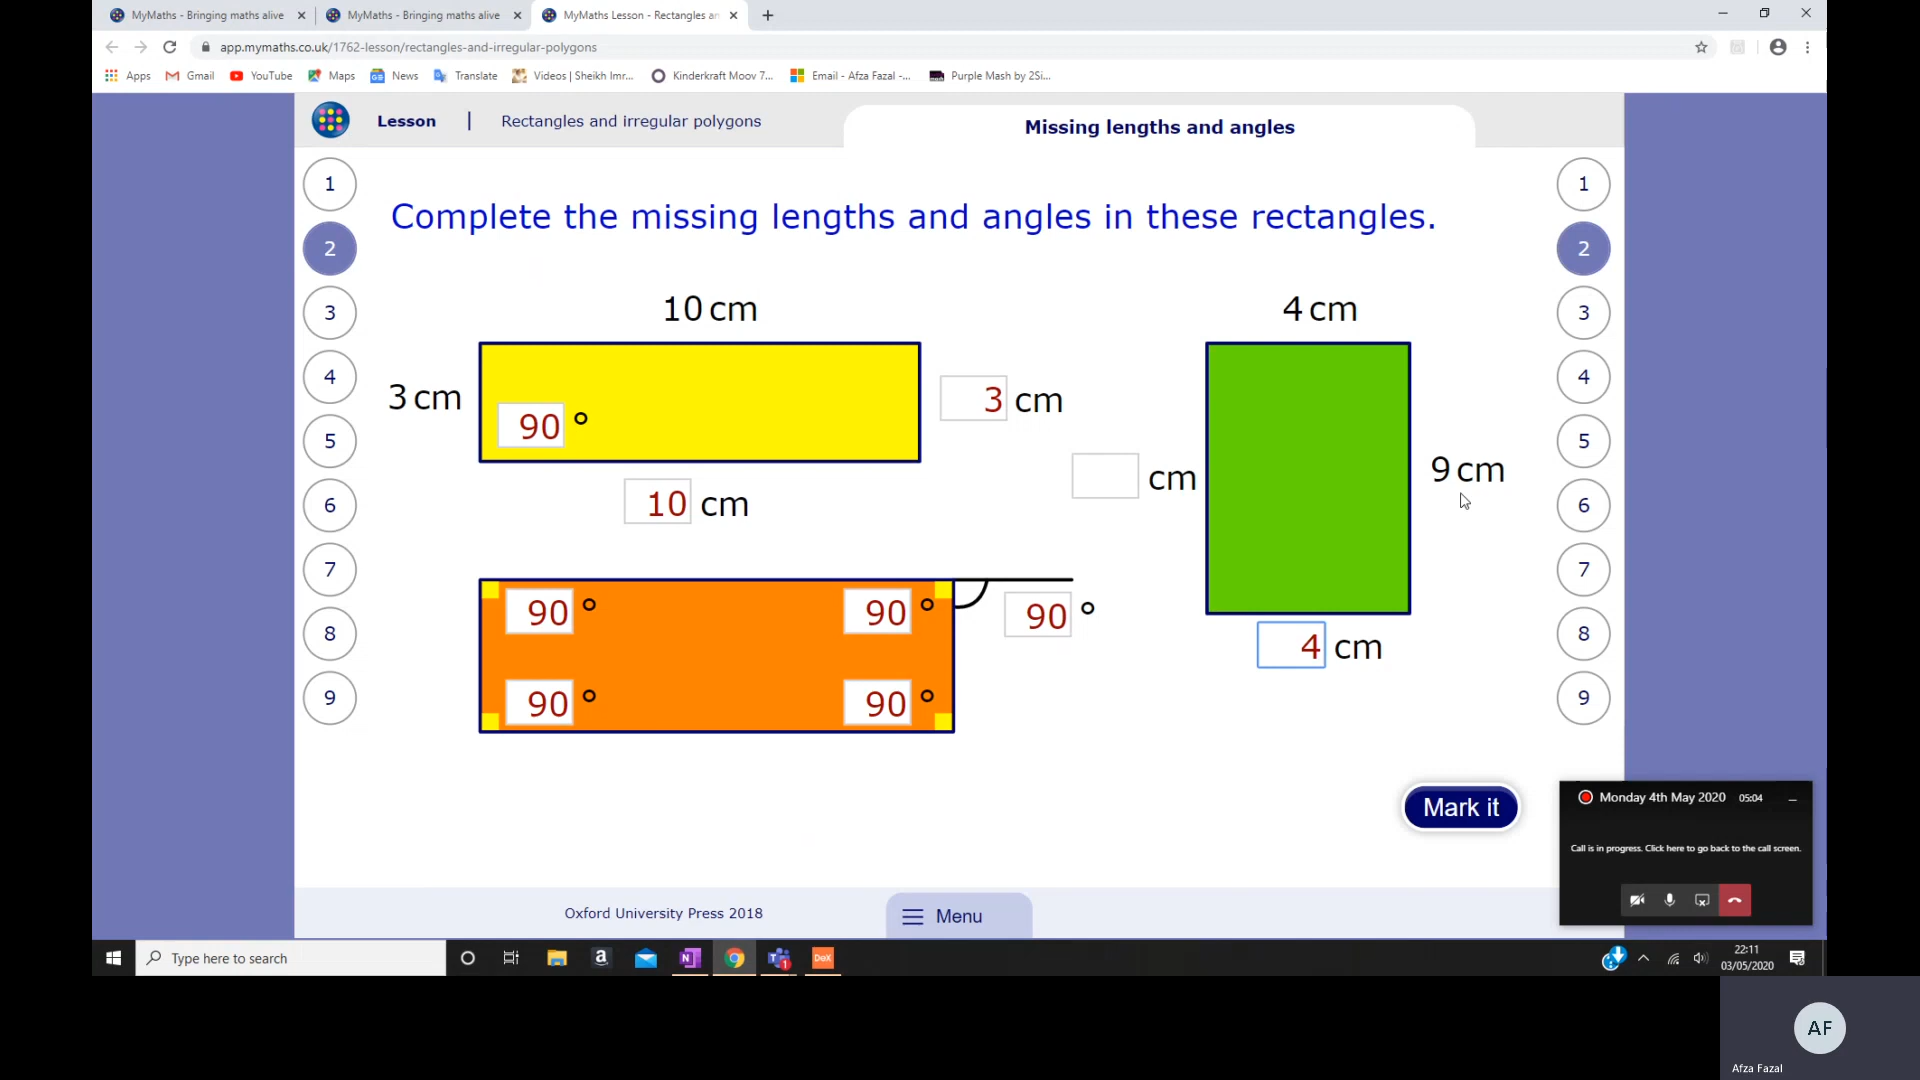 MyMaths - Bringing maths alive
MyMaths - Bringing maths alive
MyMaths Lesson - Rectangles an
app.mymaths.co.uk/1762-lesson/rectangles-and-irregular-polygons
Apps Gmail YouTube Maps News Translate Videos | Sheikh Imr... Kinderkraft Moov 7... Email - Afza Fazal -... Purple Mash by 2Si...
Lesson | Rectangles and irregular polygons
Missing lengths and angles
1 1
2 2
3 3
4 4
5 5
6 6
7 7
8 8
9 9
Complete the missing lengths and angles in these rectangles.
10 cm
3 cm
90 °
3 cm
10 cm
4 cm
cm
9 cm
4 cm
90 °
90 °
90 °
90 °
90 °
Mark it
Monday 4th May 2020 05:04
Call is in progress. Click here to go back to the call screen.
Oxford University Press 2018
Menu
Type here to search
a
N
T
1
DeX
22:11
03/05/2020
AF
Afza Fazal